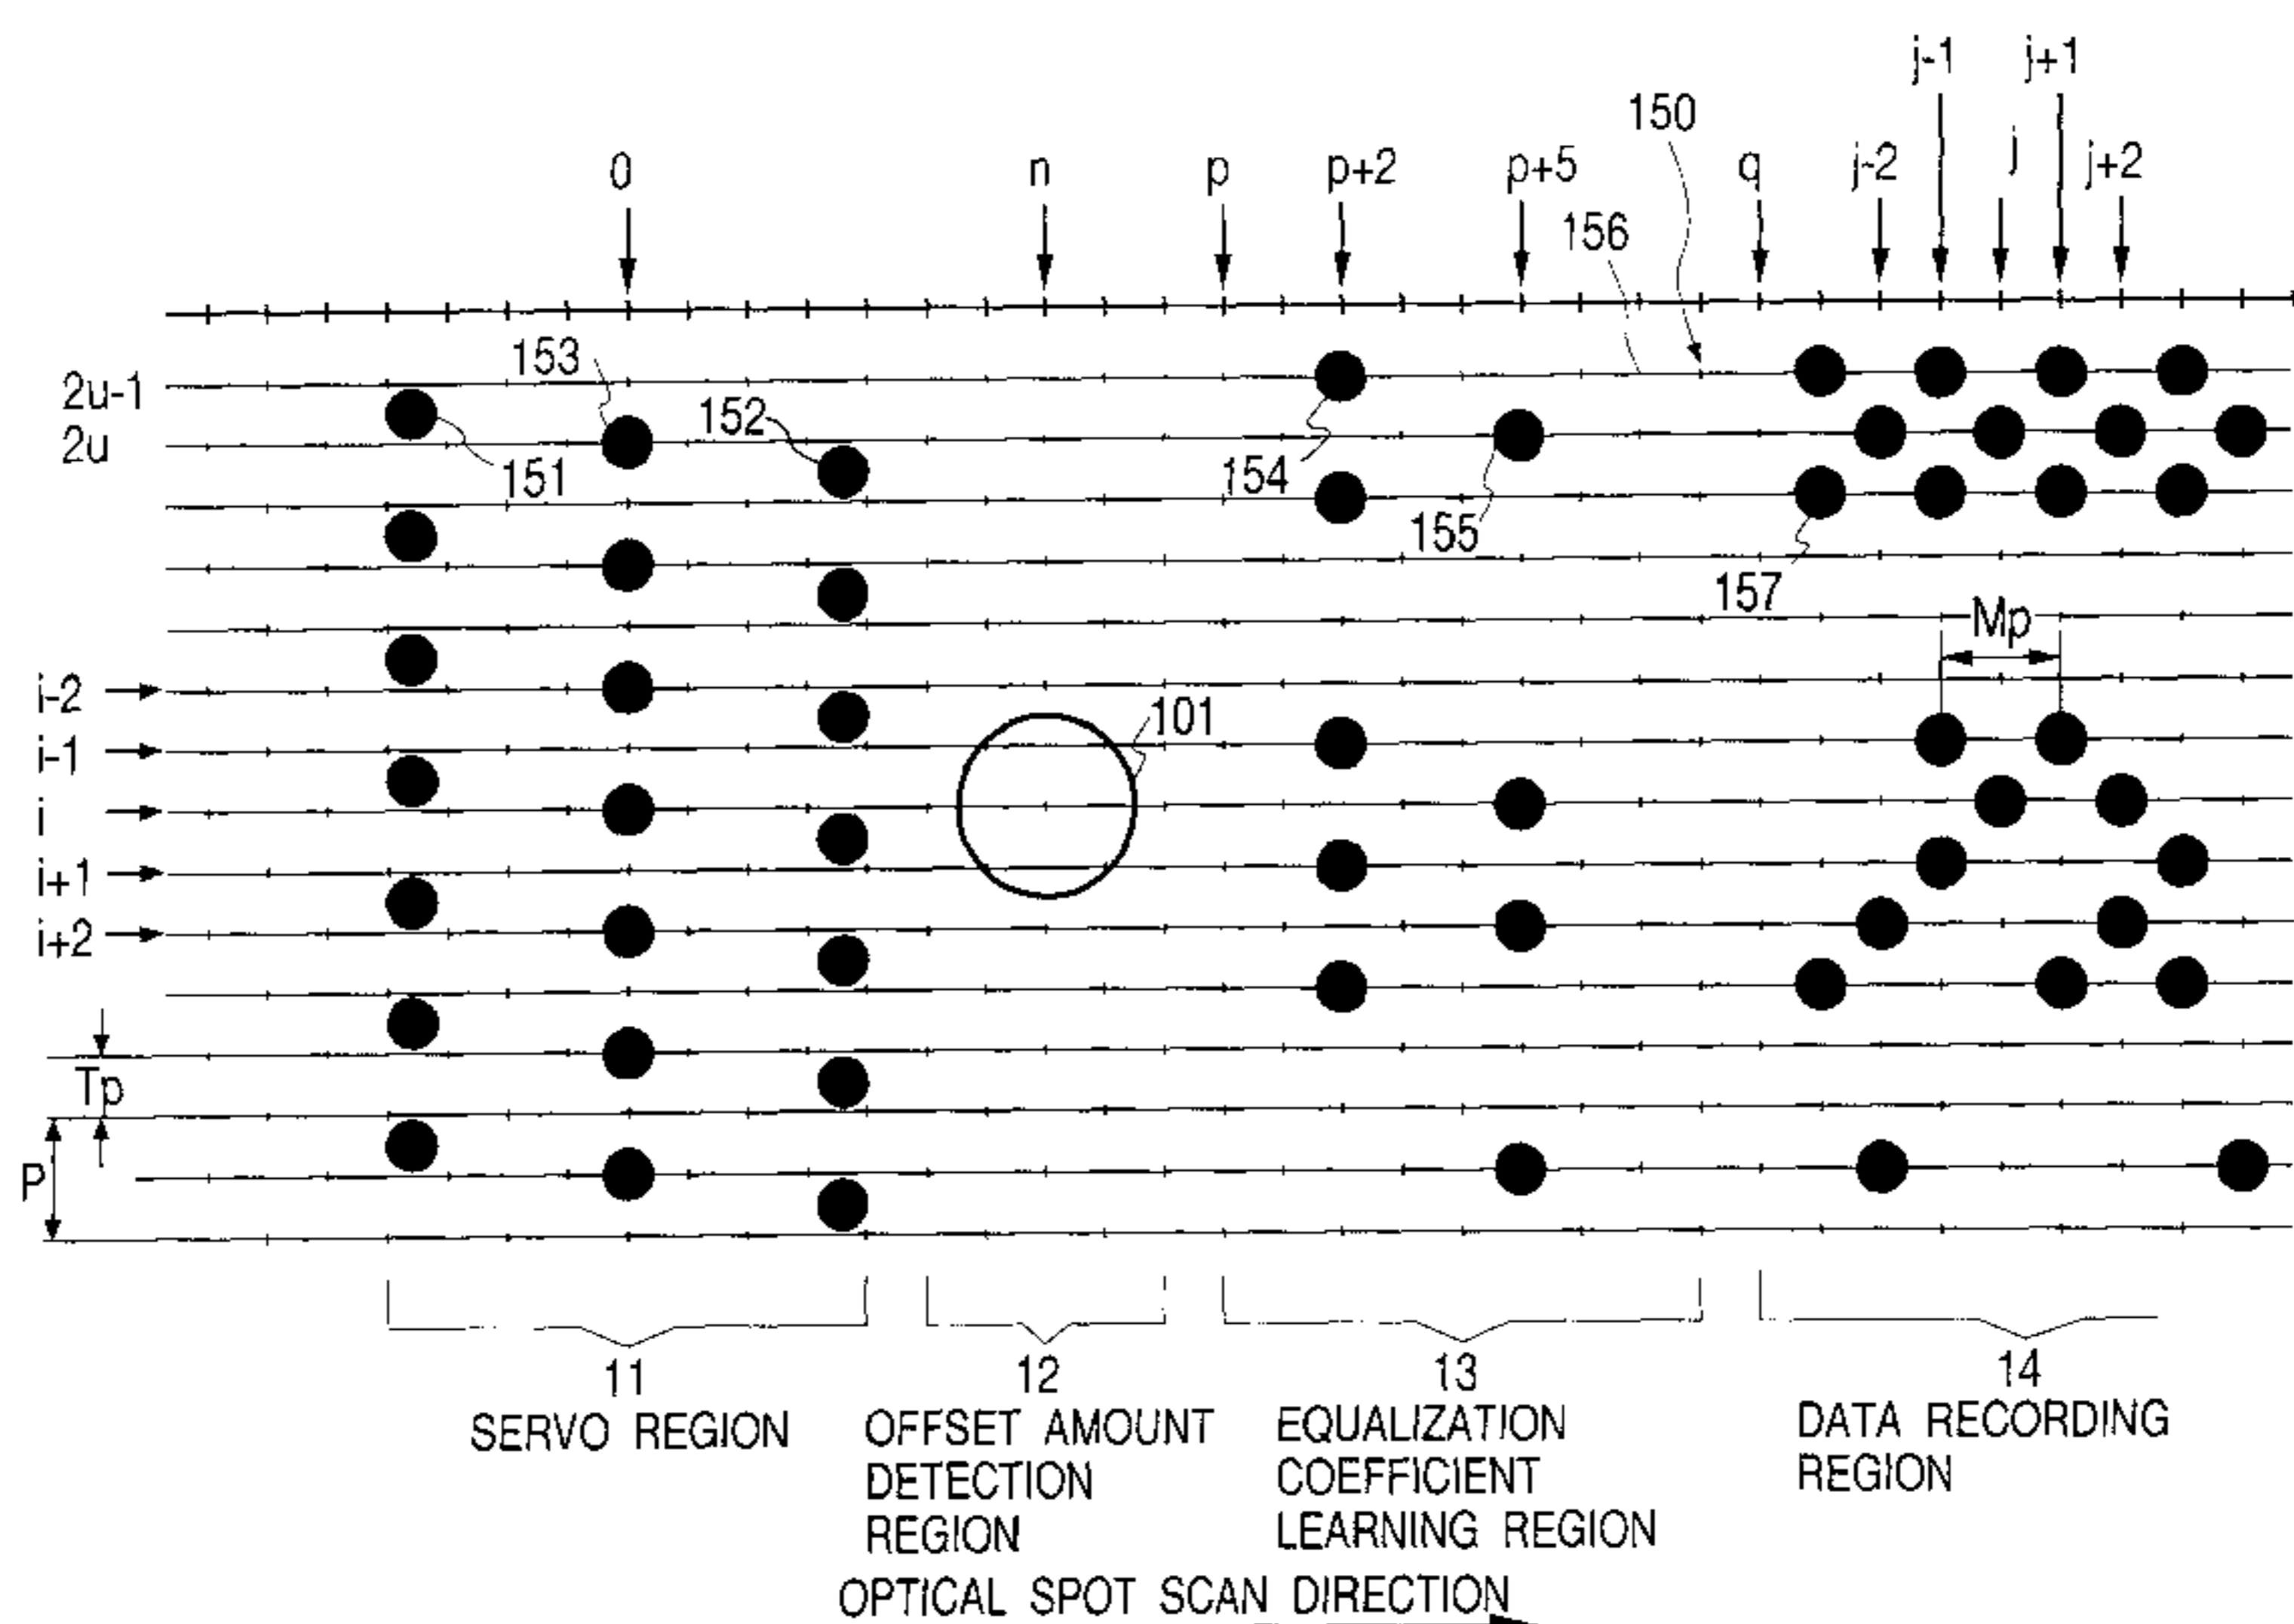 j-1 j+1
150 j
0 n p p+2 p+5 q j-2 j+2
156
153
2u-1
152
2u
151 154
155
157
Mp
i-2
101
i-1
i
i+1
i+2
Tp
P
11 12 13 14
SERVO REGION
OFFSET AMOUNT
DETECTION
REGION
EQUALIZATION
COEFFICIENT
LEARNING REGION
DATA RECORDING
REGION
OPTICAL SPOT SCAN DIRECTION